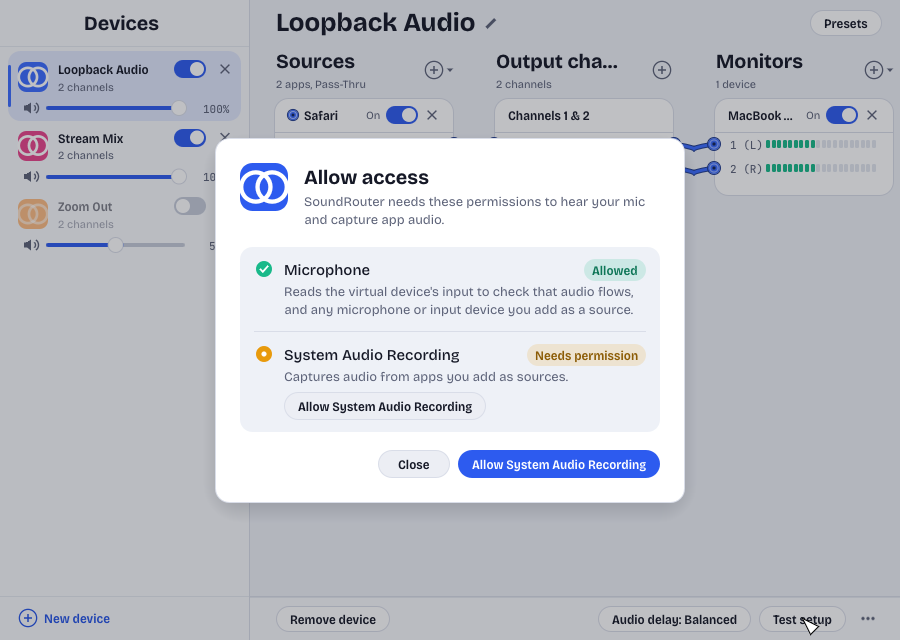 Devices
Loopback Audio
2 channels
100%
Stream Mix
2 channels
Zoom Out
2 channels
New device
Loopback Audio
Presets
Sources
2 apps, Pass-Thru
Safari
On
Output cha...
2 channels
Channels 1 & 2
Monitors
1 device
MacBook ...
On
1 (L)
2 (R)
Allow access
SoundRouter needs these permissions to hear your mic
and capture app audio.
Microphone
Allowed
Reads the virtual device's input to check that audio flows,
and any microphone or input device you add as a source.
System Audio Recording
Needs permission
Captures audio from apps you add as sources.
Allow System Audio Recording
Close
Allow System Audio Recording
Remove device
Audio delay: Balanced
Test setup